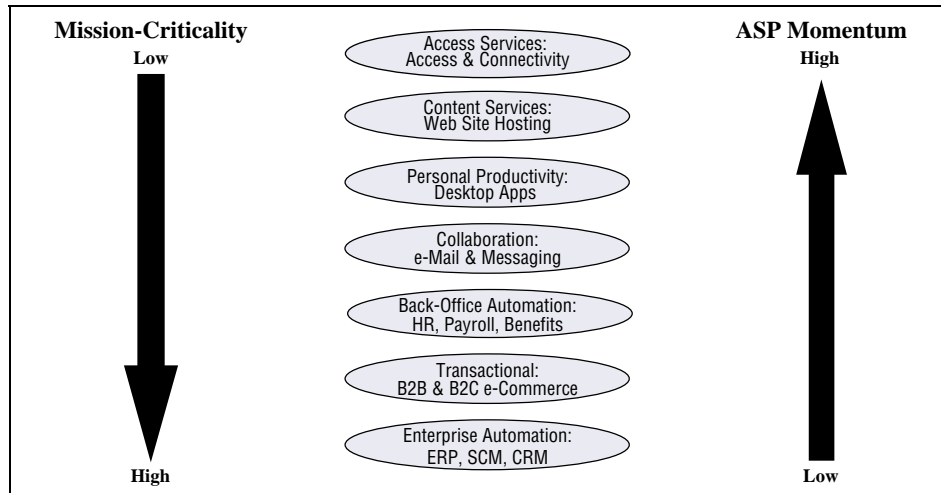 Mission-Criticality
Low
High
Access Services:
Access & Connectivity
Content Services:
Web Site Hosting
Personal Productivity:
Desktop Apps
Collaboration:
e-Mail & Messaging
Back-Office Automation:
HR, Payroll, Benefits
Transactional:
B2B & B2C e-Commerce
Enterprise Automation:
ERP, SCM, CRM
ASP Momentum
High
Low